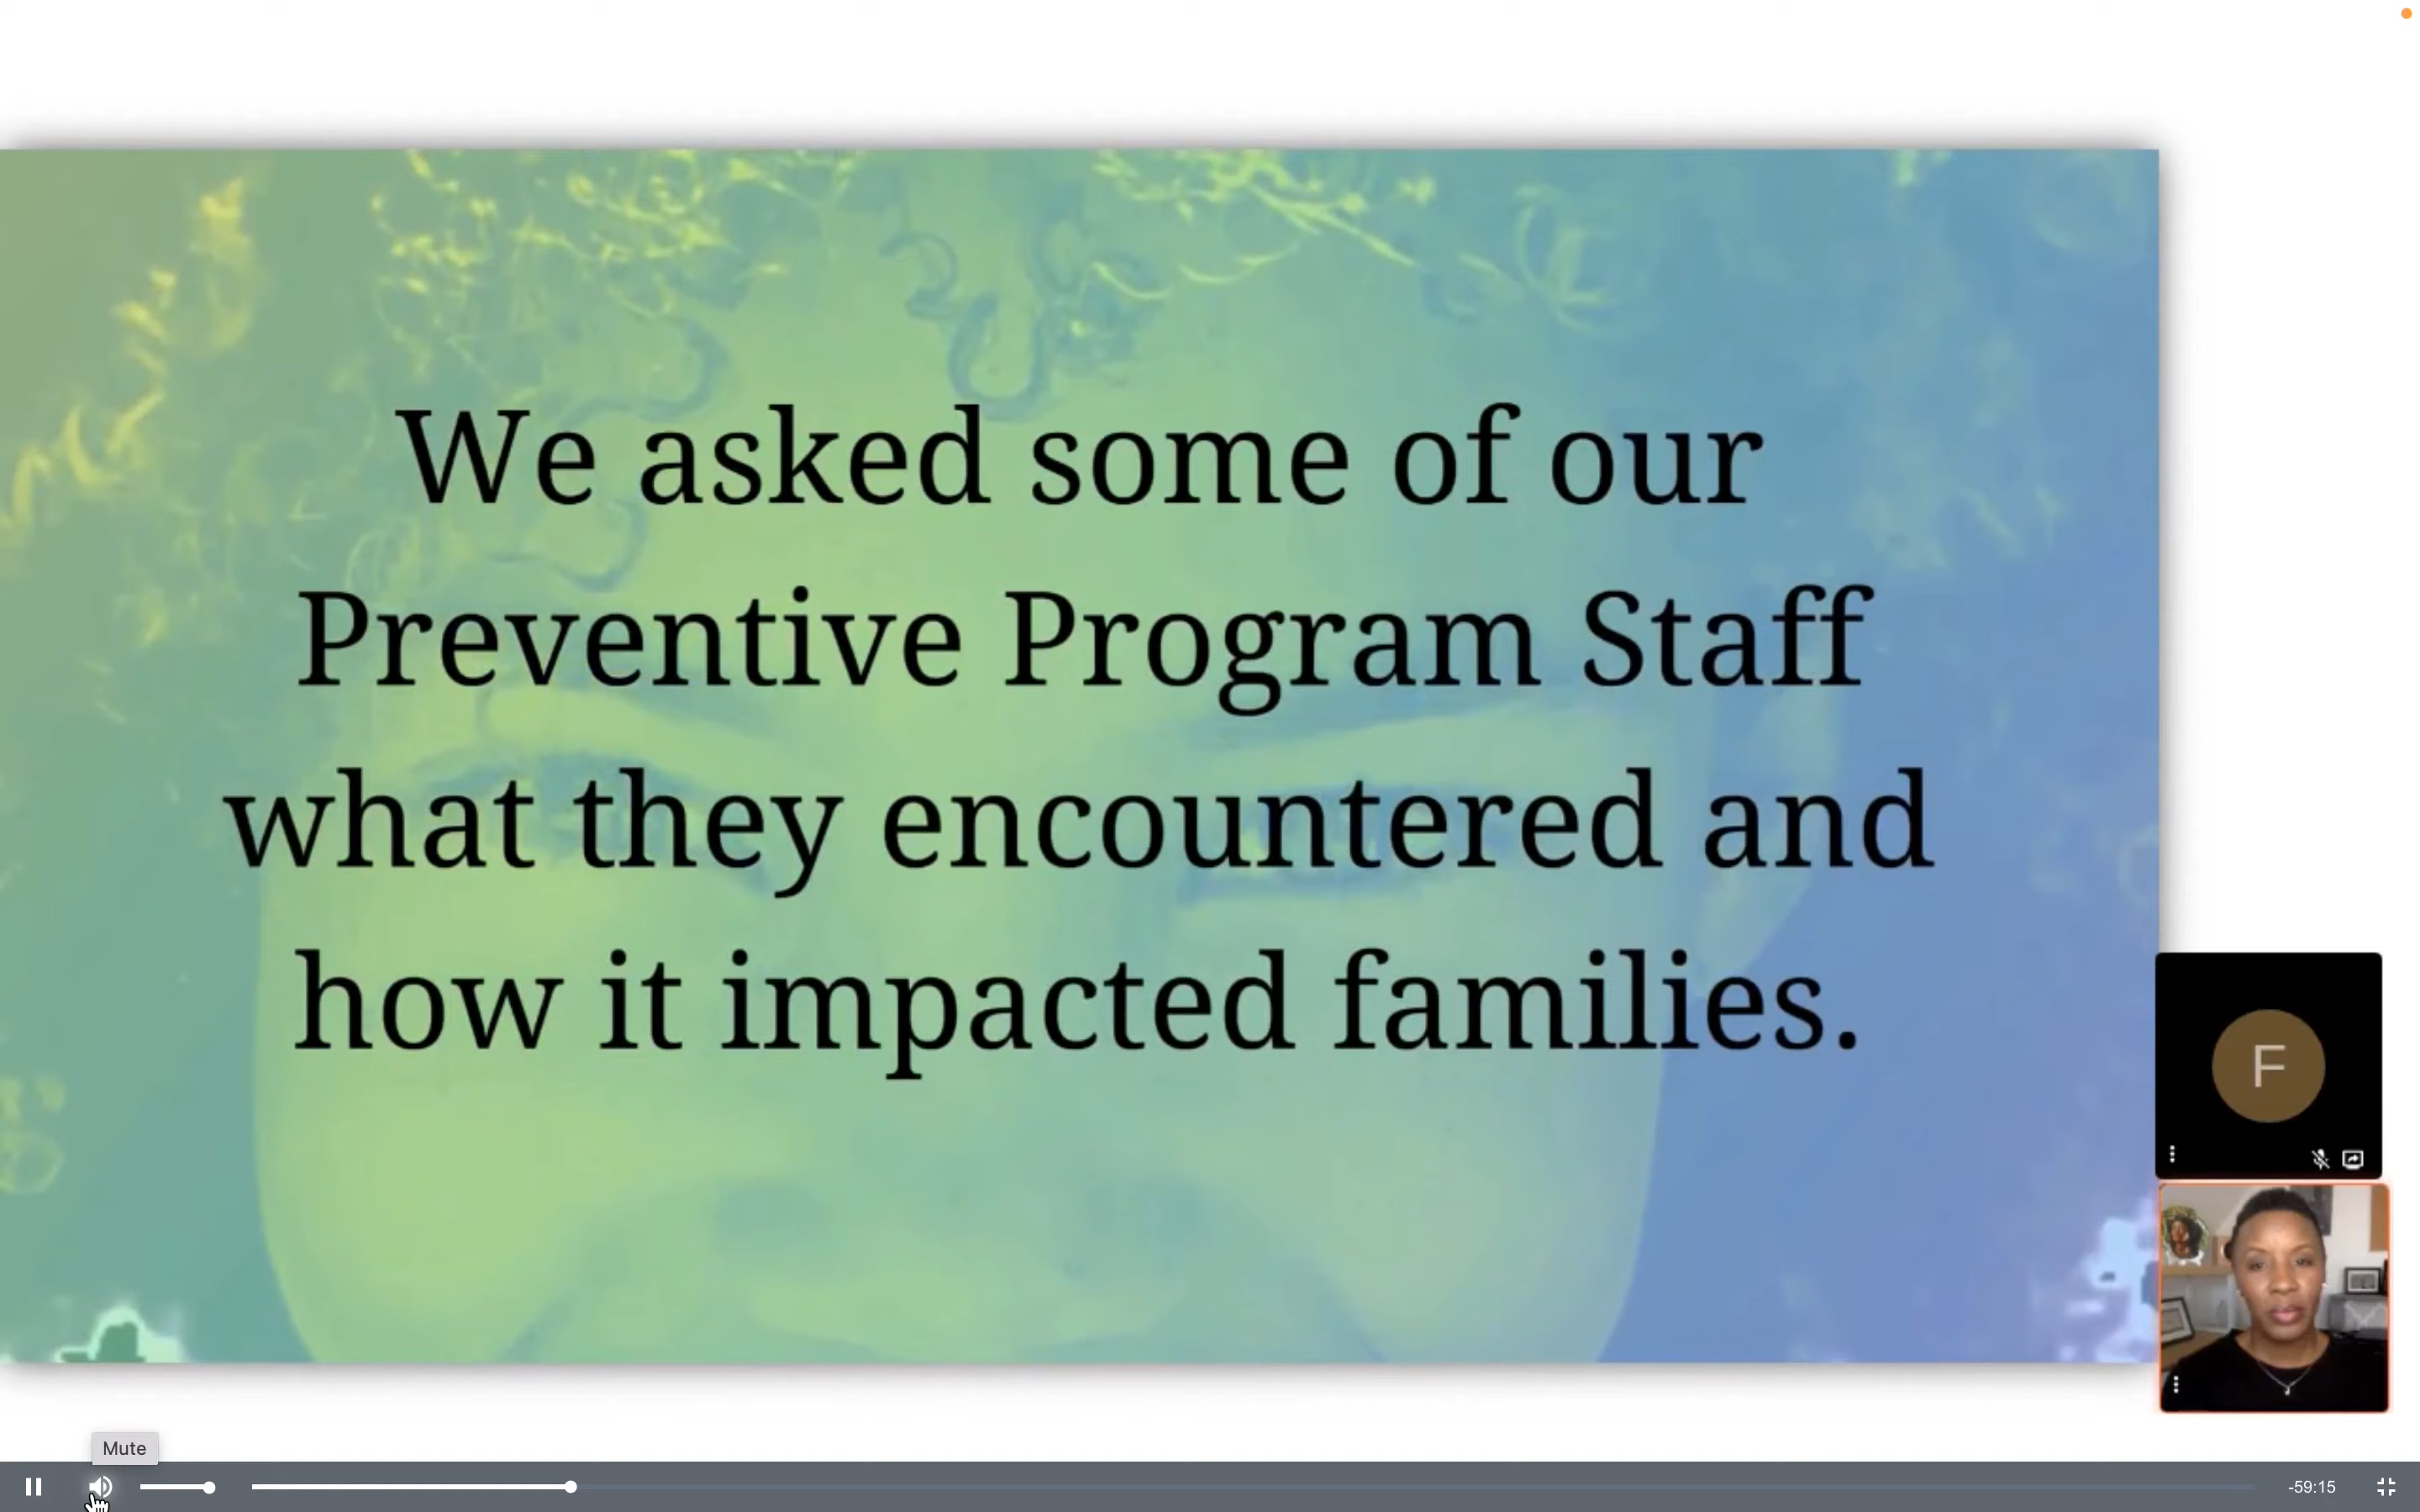 We asked some of our
Preventive Program Staff
what they encountered and
how it impacted families.
F
Mute
-59:15